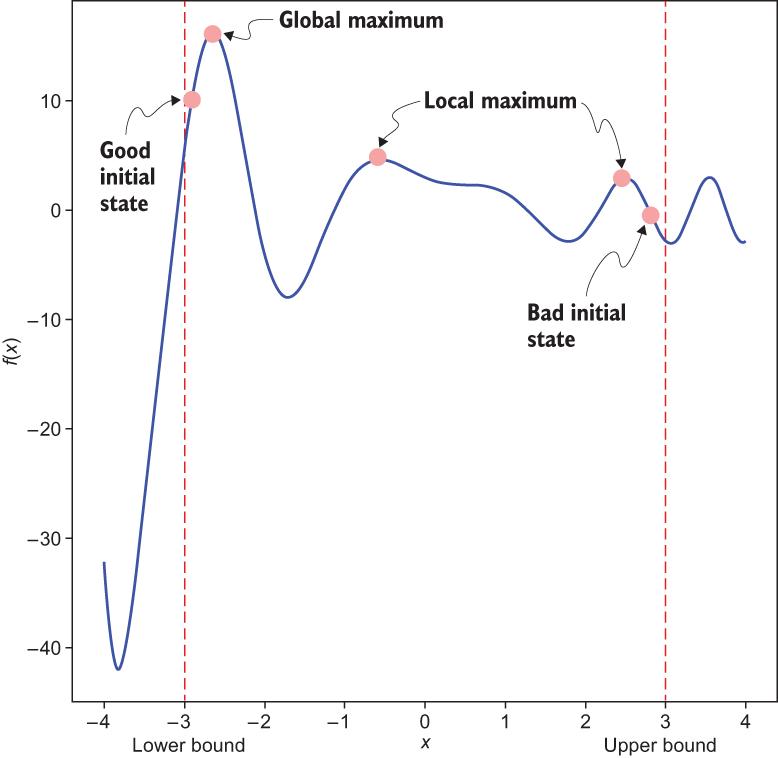 Global maximum
Local maximum
Good
initial
state
Bad initial
state
f(x)
10
0
−10
−20
−30
−40
−4
−3
−2
−1
0
1
2
3
4
Lower bound
x
Upper bound